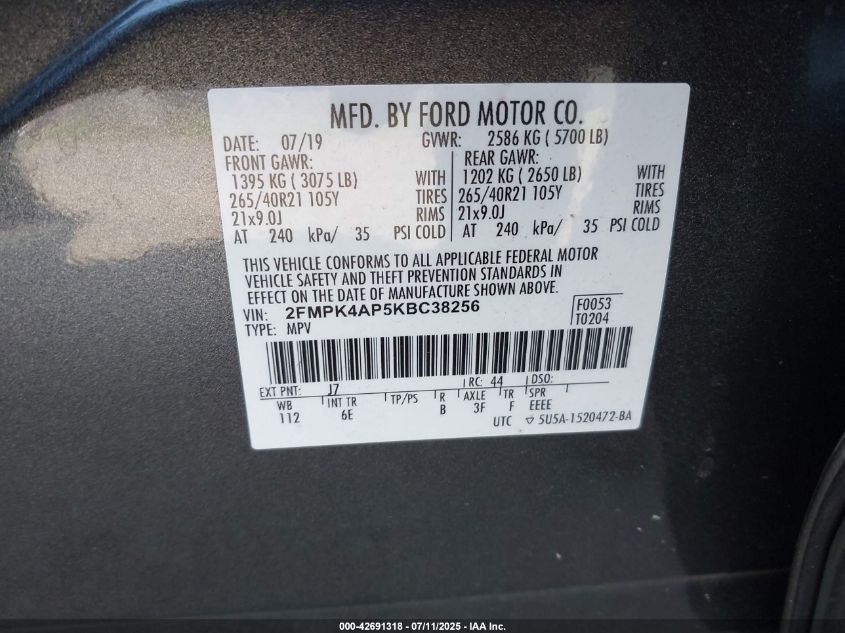 MFD. BY FORD MOTOR CO.
DATE: 07/19 GVWR: 2586 KG ( 5700 LB)
FRONT GAWR: REAR GAWR:
1395 KG ( 3075 LB) WITH 1202 KG ( 2650 LB) WITH
265/40R21 105Y TIRES 265/40R21 105Y TIRES
21x9.0J RIMS 21x9.0J RIMS
AT 240 kPa/ 35 PSI COLD AT 240 kPa/ 35 PSI COLD
THIS VEHICLE CONFORMS TO ALL APPLICABLE FEDERAL MOTOR
VEHICLE SAFETY AND THEFT PREVENTION STANDARDS IN
EFFECT ON THE DATE OF MANUFACTURE SHOWN ABOVE.
VIN: 2FMPK4AP5KBC38256 F0053
TYPE: MPV T0204
EXT PNT: J7 RC: 44 DSO:
WB INT TR TP/PS R AXLE TR SPR
112 6E B 3F F EEEE
UTC 5U5A-1520472-BA
000-42691318 - 07/11/2025 - IAA Inc.